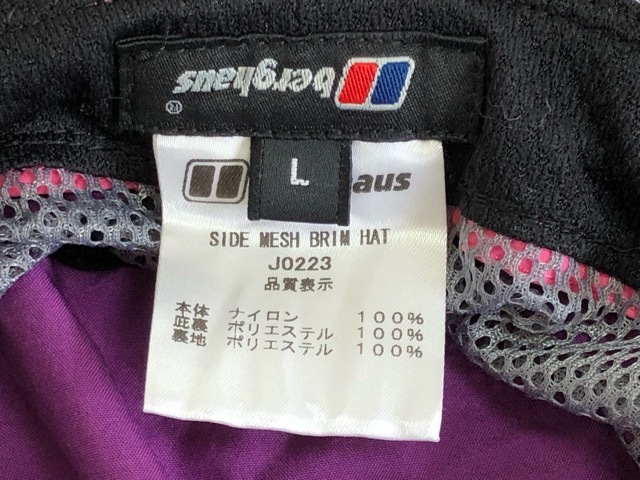 berghaus
®
L
aus
SIDE MESH BRIM HAT
J0223
品質表示
本体 ナイロン 100%
庇裏 ポリエステル 100%
裏地 ポリエステル 100%